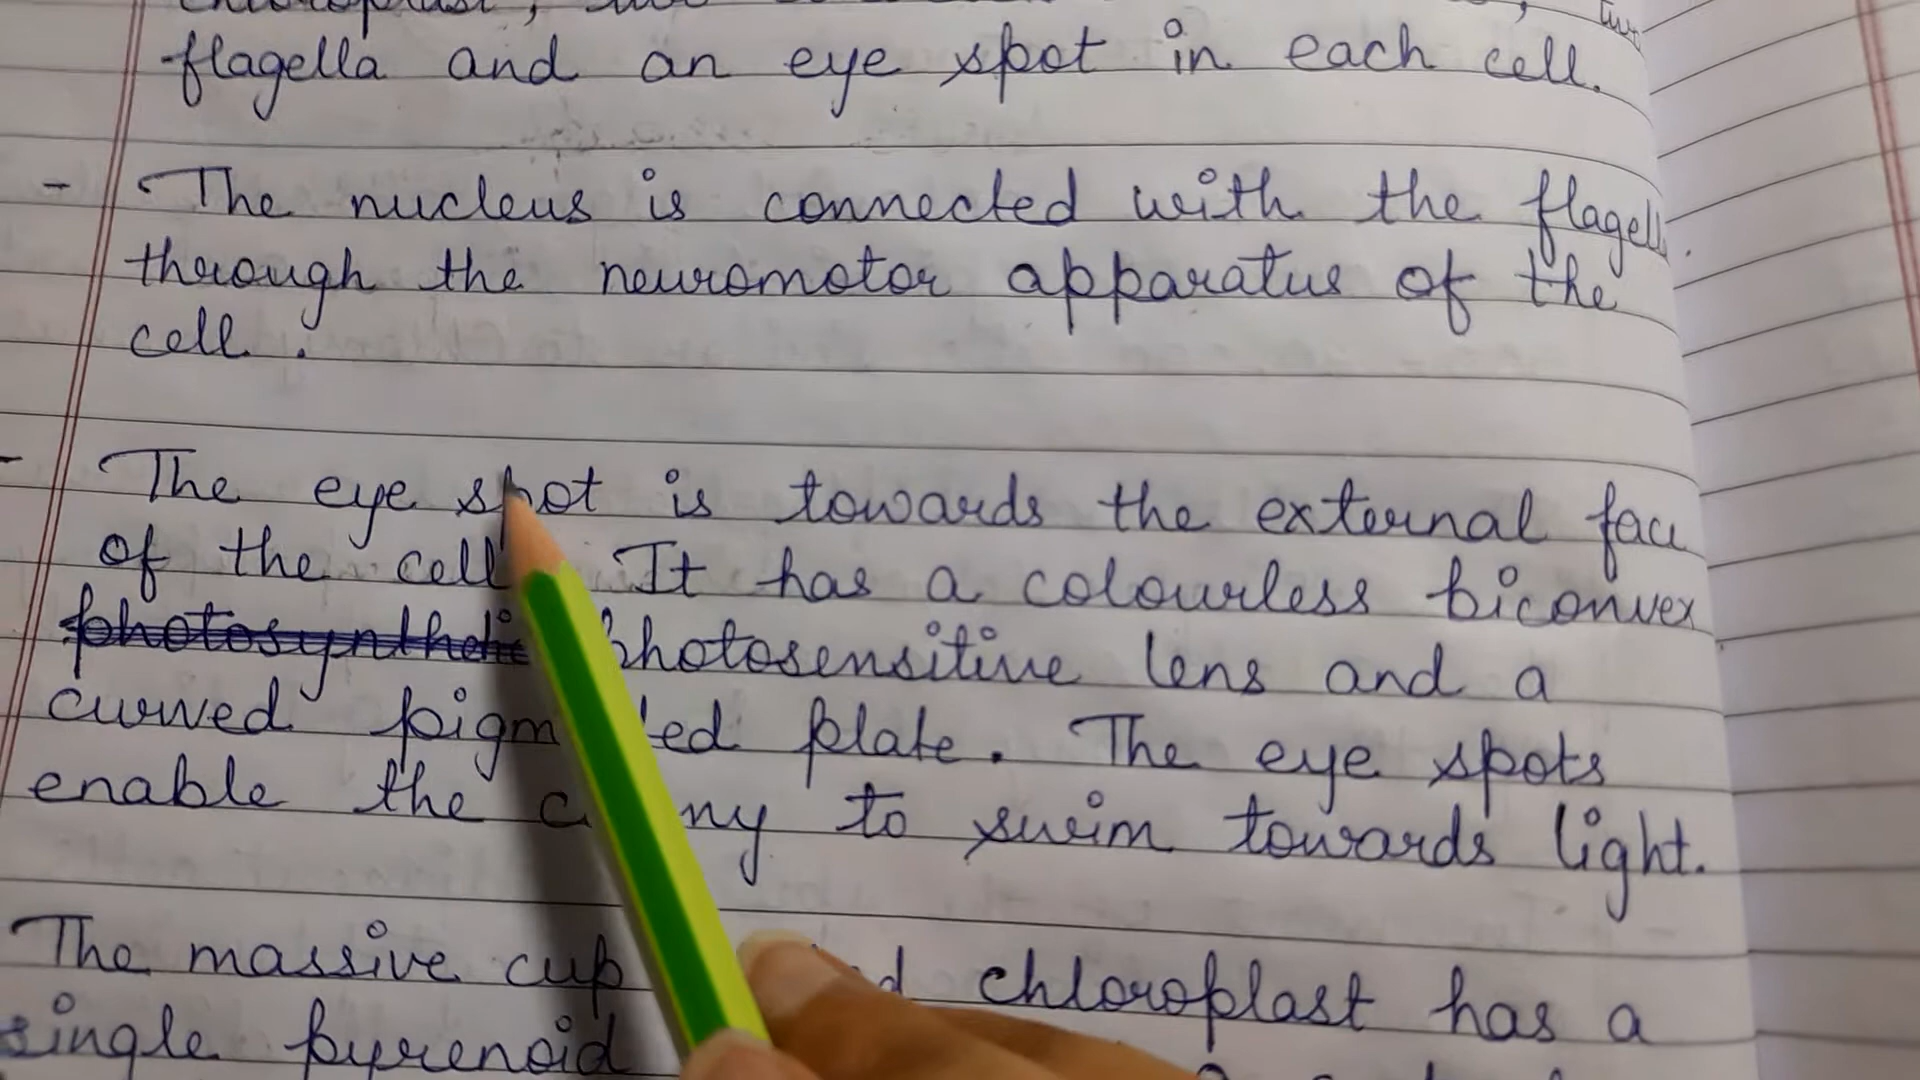 flagella and an eye spot in each cell.
- The nucleus is connected with the
through the neuromotor apparatus of the
cell.
- The eye spot is towards the external face
of the cell. It has a colourless biconvex
photosynthetic photosensitive lens and a
curved plate. The eye spots
enable the to swim towards light.
The massive cup chloroplast has a
single pyrenoid